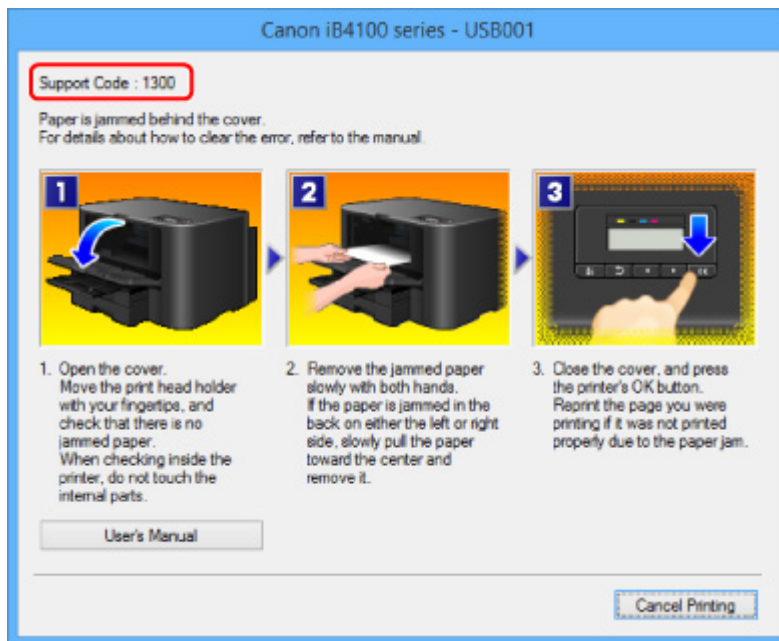 Canon iB4100 series - USB001
Support Code : 1300
Paper is jammed behind the cover.
For details about how to clear the error, refer to the manual.
1
2
3
1. Open the cover.
Move the print head holder
with your fingertips, and
check that there is no
jammed paper.
When checking inside the
printer, do not touch the
internal parts.
2. Remove the jammed paper
slowly with both hands.
If the paper is jammed in the
back on either the left or right
side, slowly pull the paper
toward the center and
remove it.
3. Close the cover, and press
the printer's OK button.
Reprint the page you were
printing if it was not printed
properly due to the paper jam.
User's Manual
Cancel Printing